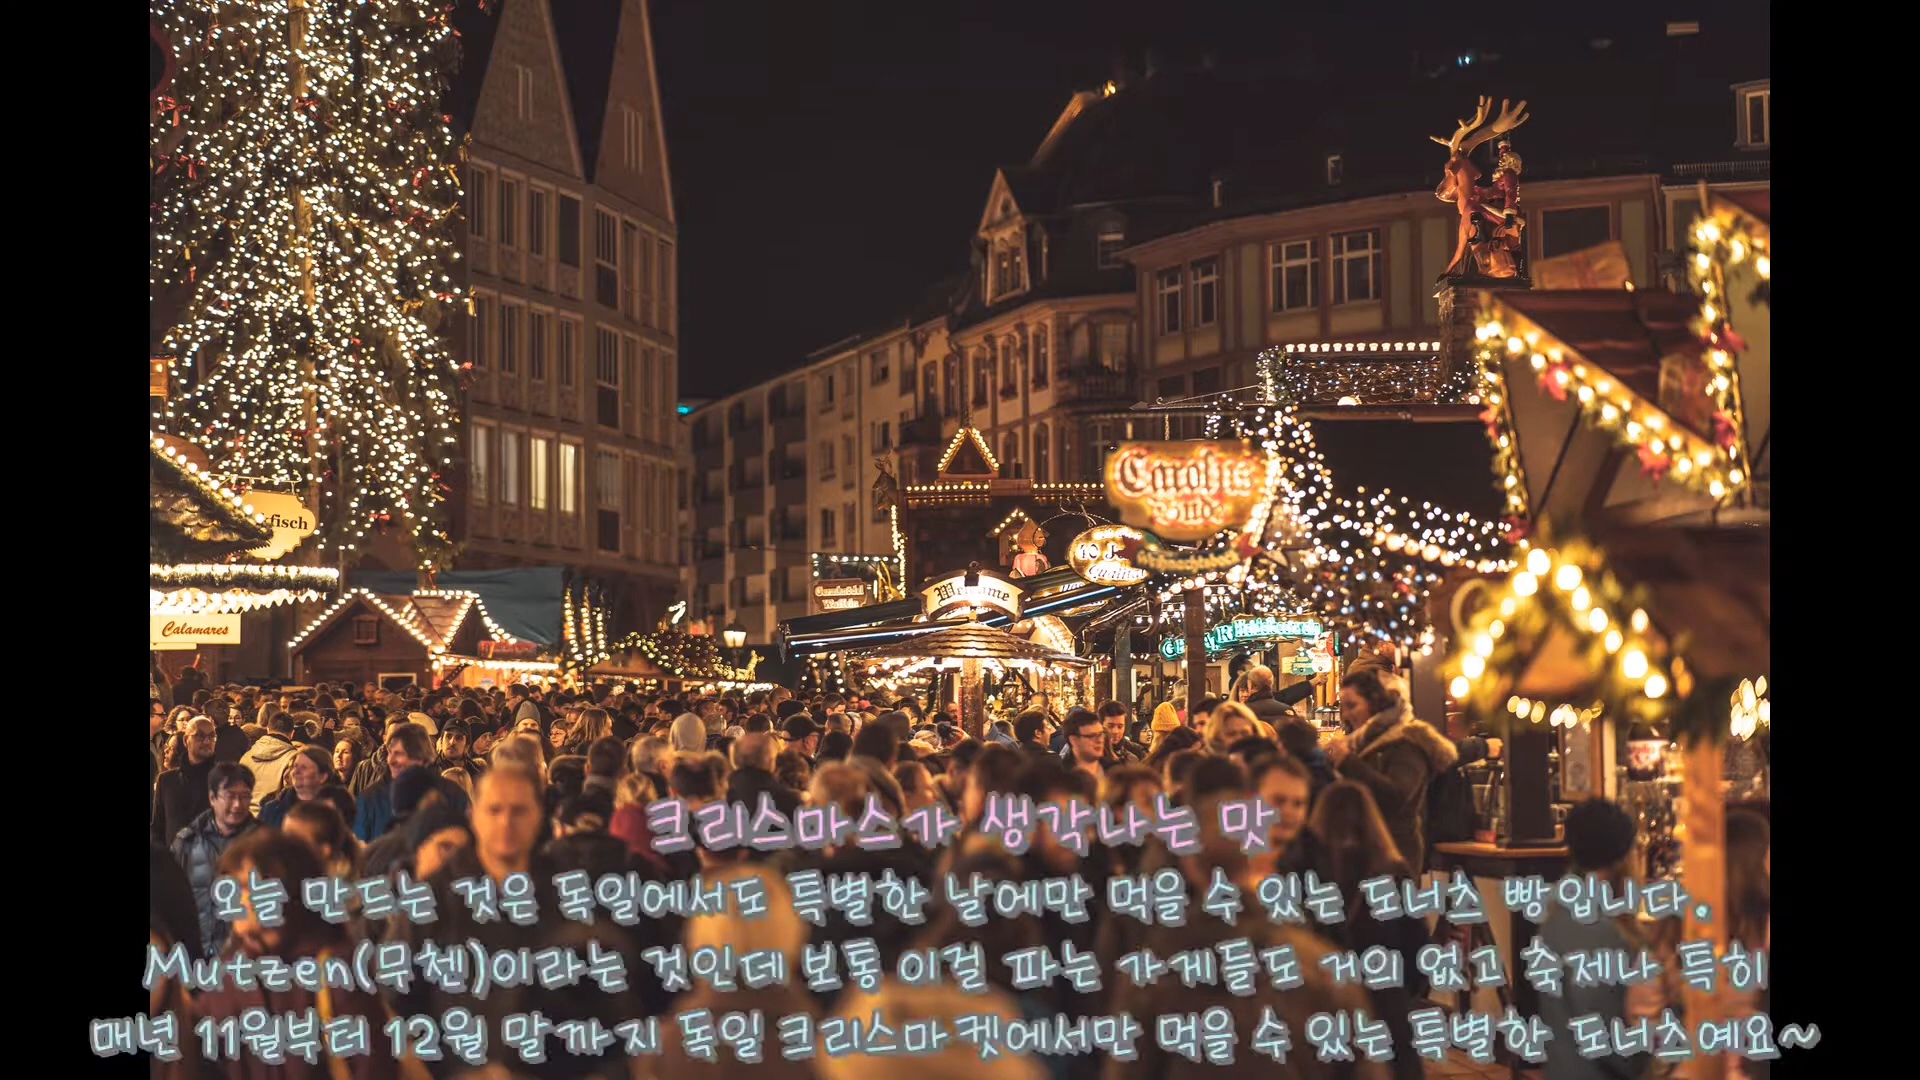 fisch
Calamares
Welcome
크리스마스가 생각나는 맛
오늘 만드는 것은 독일에서도 특별한 날에만 먹을 수 있는 도너츠 빵입니다.
Mutzen(무첸)이라는 것인데 보통 이걸 파는 가게들도 거의 없고 축제나 특히
매년 11월부터 12월 말까지 독일 크리스마켓에서만 먹을 수 있는 특별한 도너츠예요~